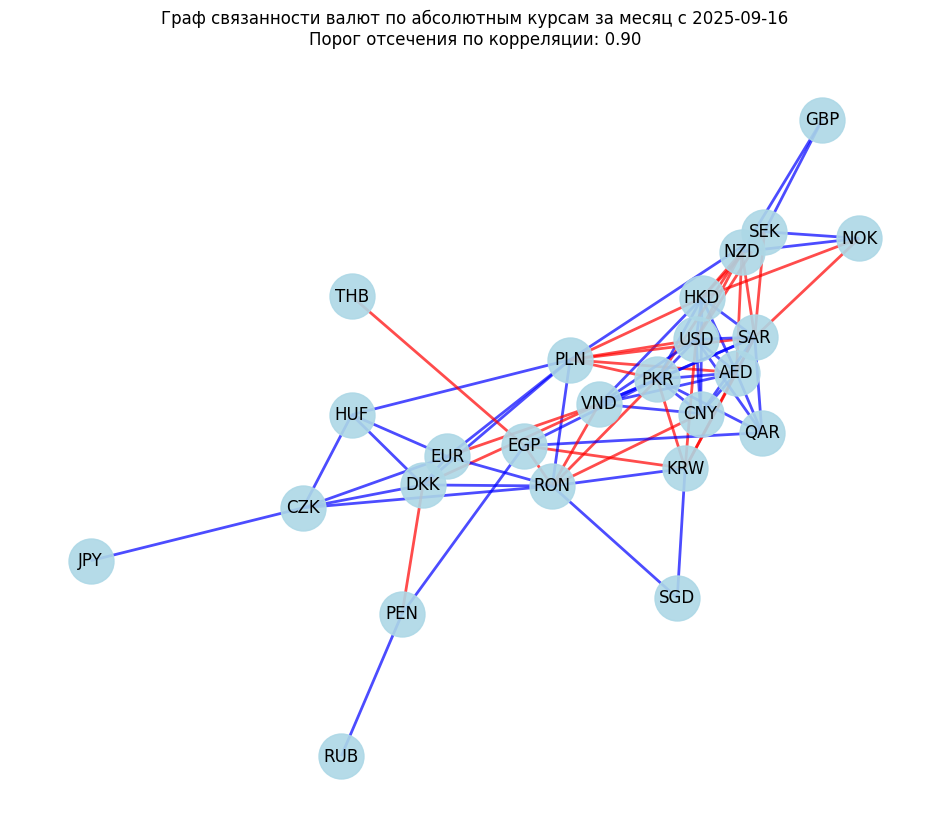 Граф связанности валют по абсолютным курсам за месяц с 2025-09-16
Порог отсечения по корреляции: 0.90
GBP
SEK
NOK
NZD
THB
HKD
SAR
USD
PLN
AED
PKR
VND
CNY
HUF
QAR
EGP
EUR
KRW
DKK
RON
CZK
JPY
SGD
PEN
RUB